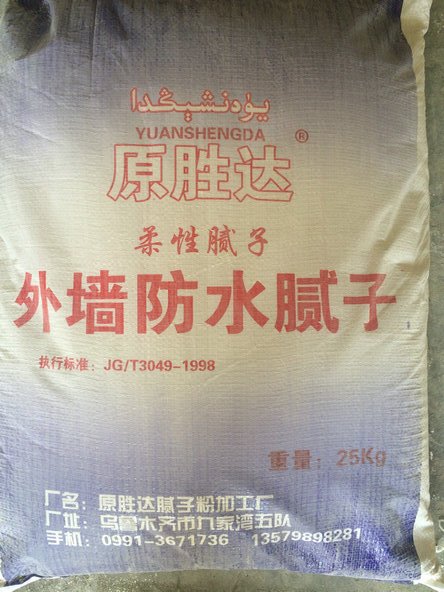 يۇەنشېڭدا
YUANSHENGDA ®
原胜达
柔性腻子
外墙防水腻子
执行标准：JG/T3049-1998
重量：25Kg
厂名：原胜达腻子粉加工厂
厂址：乌鲁木齐市九家湾五队
手机：0991-3671736 13579898281